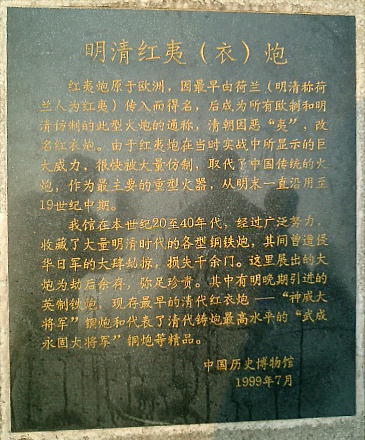 明清红夷（衣）炮
红夷炮原于欧洲，因最早由荷兰（明清称荷
兰人为红夷）传入而得名，后成为所有欧制和明
清仿制的此型火炮的通称，清朝因恶“夷”，改
名红衣炮。由于红夷炮在当时实战中所显示的巨
大威力，很快被大量仿制，取代了中国传统的火
炮，作为最主要的重型火器，从明末一直沿用至
19世纪中期。
我馆在本世纪20至40年代，经过广泛努力，
收藏了大量明清时代的各型铜铁炮，其间曾遭侵
华日军的大肆劫掠，损失千余门。这里展出的大
炮为劫后余存，弥足珍贵。其中有明晚期引进的
英制铁炮，现存最早的清代红衣炮——“神威大
将军”铜炮和代表了清代铸炮最高水平的“武成
永固大将军”铜炮等精品。
中国历史博物馆
1999年7月